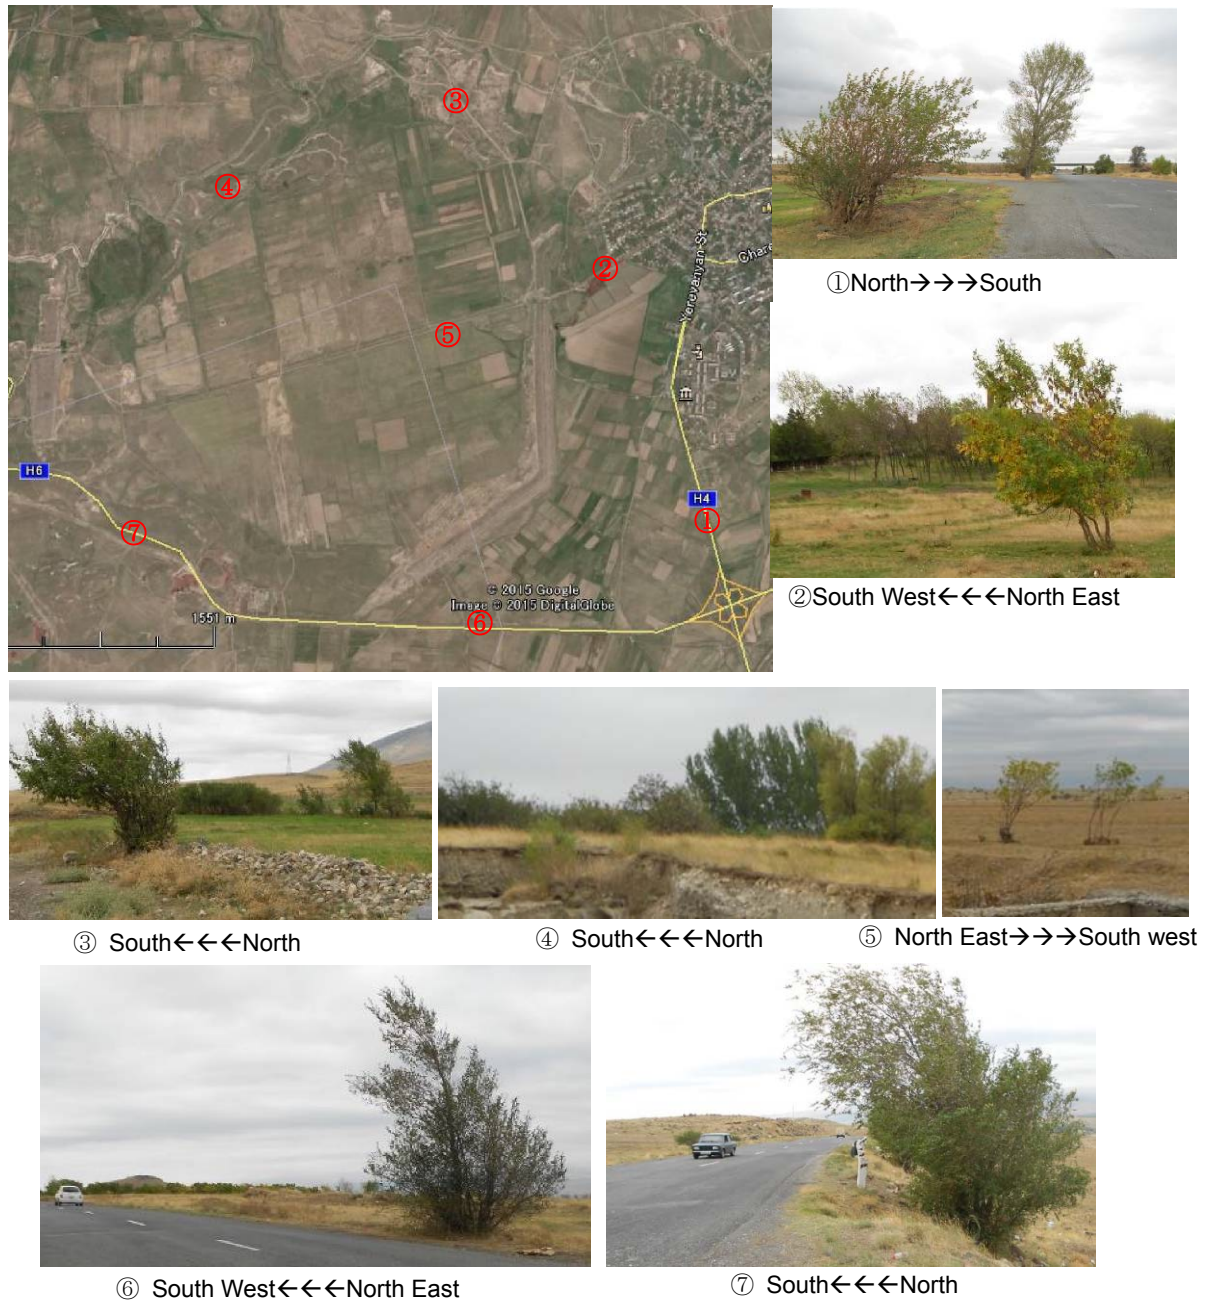 ③
④
②
Yerevanyan St
Ghare
⑤
H6
H4
⑦
①
© 2015 Google
Image © 2015 DigitalGlobe
1551 m
⑥
①North→→→South
②South West←←←North East
③ South←←←North
④ South←←←North
⑤ North East→→→South west
⑥ South West←←←North East
⑦ South←←←North